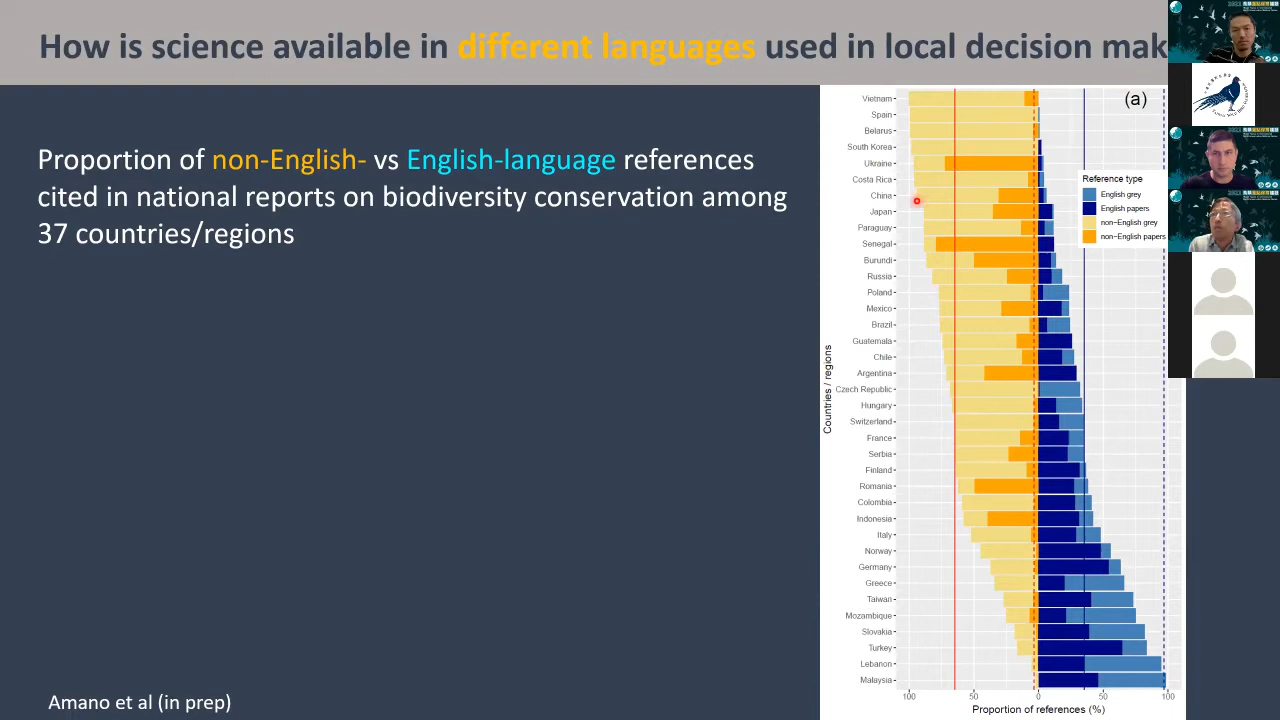 How is science available in different languages used in local decision mak
Proportion of non-English- vs English-language references
cited in national reports on biodiversity conservation among
37 countries/regions
Amano et al (in prep)
(a)
Countries / regions
Vietnam
Spain
Belarus
South Korea
Ukraine
Costa Rica
China
Japan
Paraguay
Senegal
Burundi
Russia
Poland
Mexico
Brazil
Guatemala
Chile
Argentina
Czech Republic
Hungary
Switzerland
France
Serbia
Finland
Romania
Colombia
Indonesia
Italy
Norway
Germany
Greece
Taiwan
Mozambique
Slovakia
Turkey
Lebanon
Malaysia
100 50 0 50 100
Proportion of references (%)
Reference type
English grey
English papers
non-English grey
non-English papers